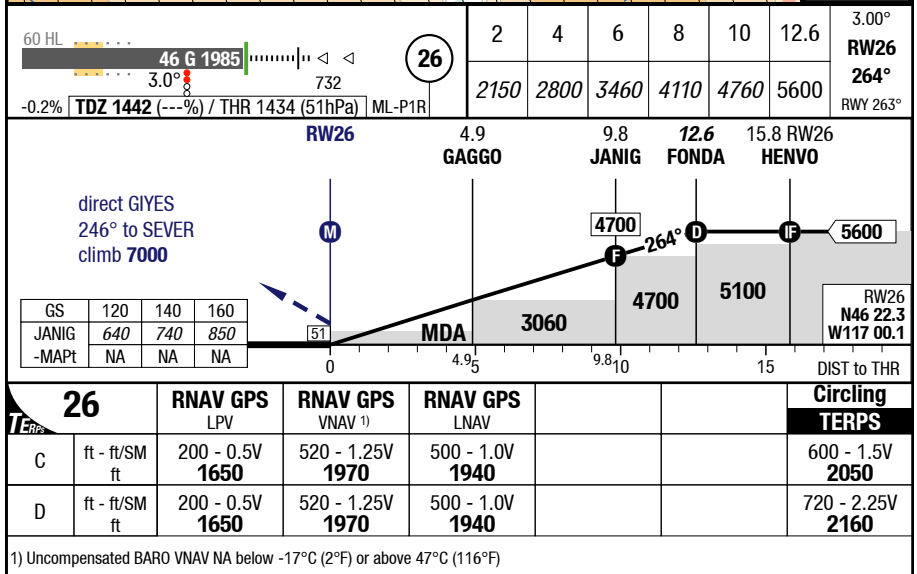 60 HL
46 G 1985
3.0°
732
26
-0.2% TDZ 1442 (---%) / THR 1434 (51hPa) ML-P1R
2 4 6 8 10 12.6
2150 2800 3460 4110 4760 5600
3.00°
RW26
264°
RWY 263°
RW26 4.9 9.8 12.6 15.8 RW26
GAGGO JANIG FONDA HENVO
direct GIYES
246° to SEVER
climb 7000
M F D IF
4700 264° 5600
4700 5100
MDA 3060
51
GS 120 140 160
JANIG 640 740 850
-MAPt NA NA NA
RW26
N46 22.3
W117 00.1
0 4.9 5 9.8 10 15 DIST to THR
TERPS 26 RNAV GPS RNAV GPS RNAV GPS Circling
LPV VNAV 1) LNAV TERPS
C ft - ft/SM 200 - 0.5V 520 - 1.25V 500 - 1.0V 600 - 1.5V
ft 1650 1970 1940 2050
D ft - ft/SM 200 - 0.5V 520 - 1.25V 500 - 1.0V 720 - 2.25V
ft 1650 1970 1940 2160
1) Uncompensated BARO VNAV NA below -17°C (2°F) or above 47°C (116°F)